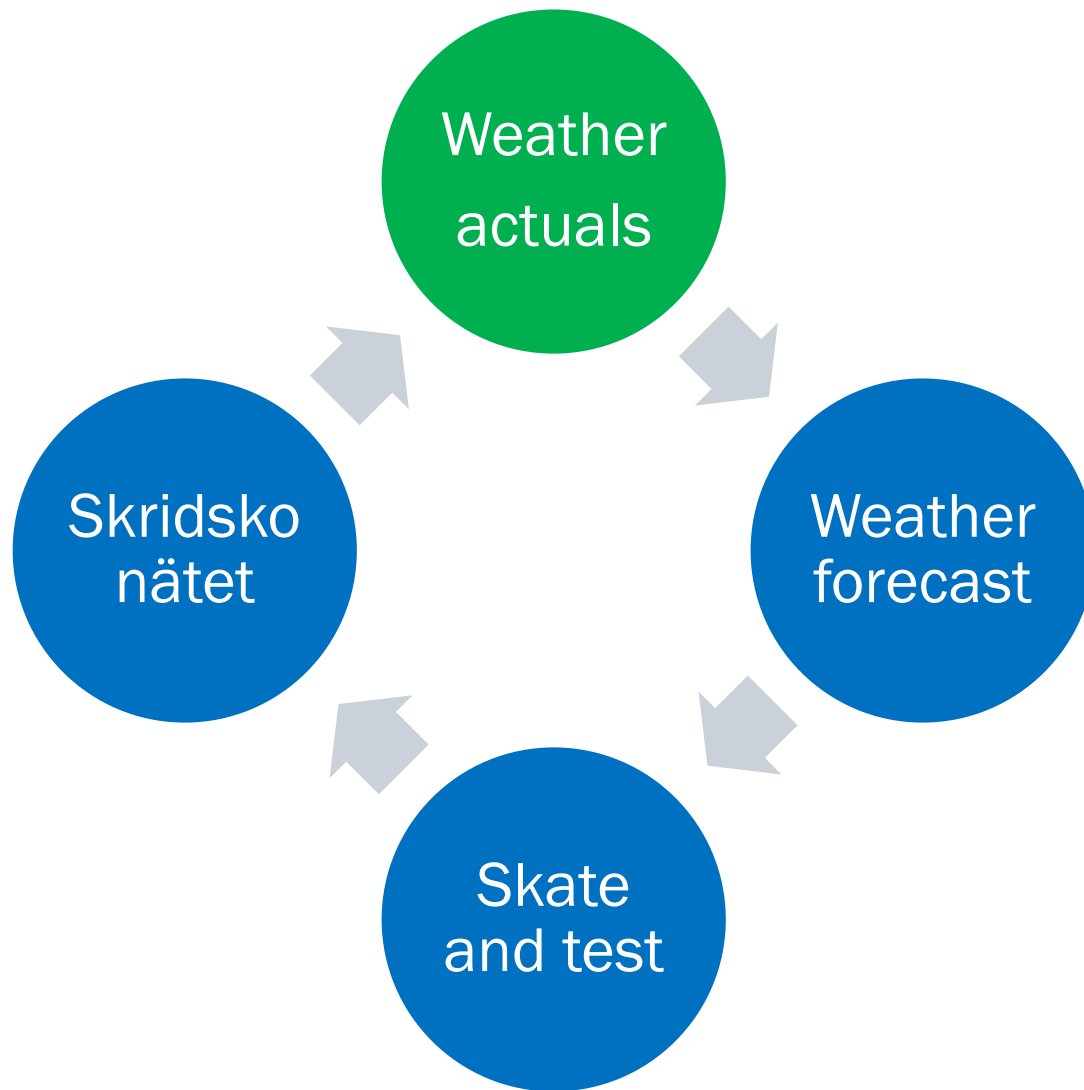 Weather
actuals
Weather
forecast
Skate
and test
Skridsko
nätet